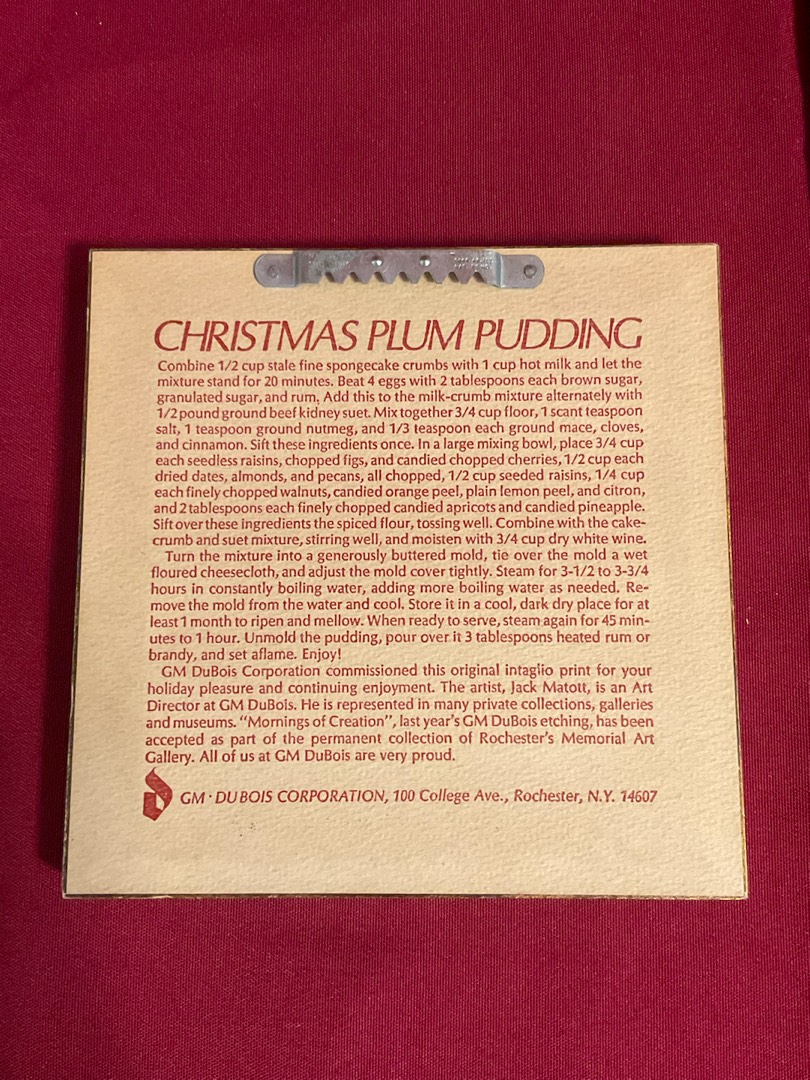 CHRISTMAS PLUM PUDDING
Combine 1/2 cup stale fine spongecake crumbs with 1 cup hot milk and let the
mixture stand for 20 minutes. Beat 4 eggs with 2 tablespoons each brown sugar,
granulated sugar, and rum. Add this to the milk-crumb mixture alternately with
1/2 pound ground beef kidney suet. Mix together 3/4 cup floor, 1 scant teaspoon
salt, 1 teaspoon ground nutmeg, and 1/3 teaspoon each ground mace, cloves,
and cinnamon. Sift these ingredients once. In a large mixing bowl, place 3/4 cup
each seedless raisins, chopped figs, and candied chopped cherries, 1/2 cup each
dried dates, almonds, and pecans, all chopped, 1/2 cup seeded raisins, 1/4 cup
each finely chopped walnuts, candied orange peel, plain lemon peel, and citron,
and 2 tablespoons each finely chopped candied apricots and candied pineapple.
Sift over these ingredients the spiced flour, tossing well. Combine with the cake-
crumb and suet mixture, stirring well, and moisten with 3/4 cup dry white wine.
Turn the mixture into a generously buttered mold, tie over the mold a wet
floured cheesecloth, and adjust the mold cover tightly. Steam for 3-1/2 to 3-3/4
hours in constantly boiling water, adding more boiling water as needed. Re-
move the mold from the water and cool. Store it in a cool, dark dry place for at
least 1 month to ripen and mellow. When ready to serve, steam again for 45 min-
utes to 1 hour. Unmold the pudding, pour over it 3 tablespoons heated rum or
brandy, and set aflame. Enjoy!
GM DuBois Corporation commissioned this original intaglio print for your
holiday pleasure and continuing enjoyment. The artist, Jack Matott, is an Art
Director at GM DuBois. He is represented in many private collections, galleries
and museums. "Mornings of Creation", last year's GM DuBois etching, has been
accepted as part of the permanent collection of Rochester's Memorial Art
Gallery. All of us at GM DuBois are very proud.
GM · DU BOIS CORPORATION, 100 College Ave., Rochester, N.Y. 14607